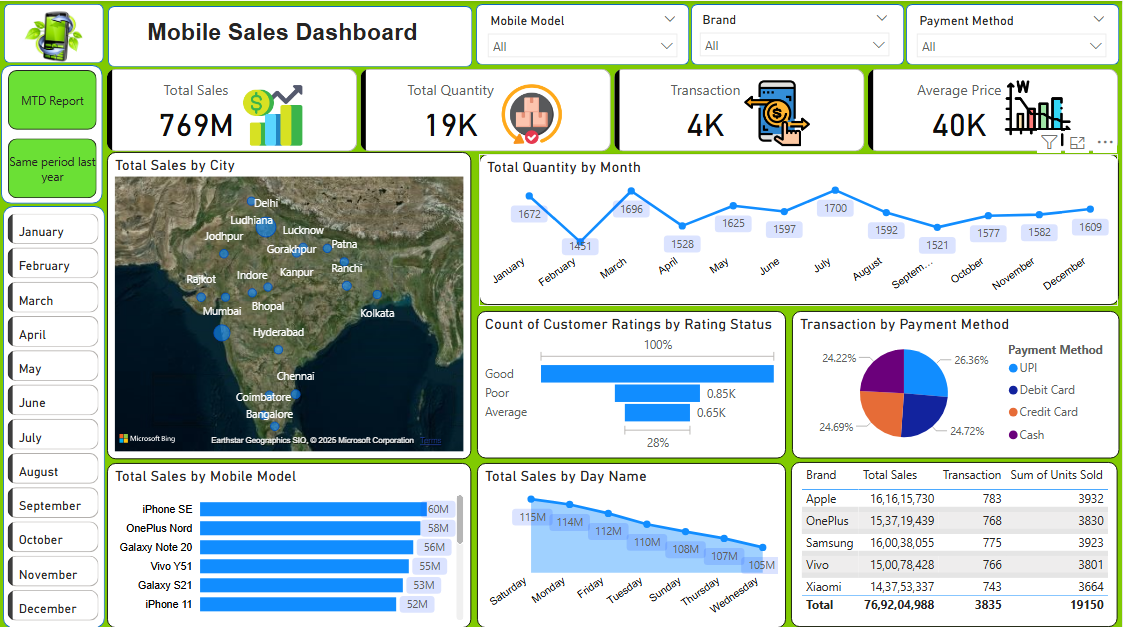 Mobile Sales Dashboard
Mobile Model
All
Brand
All
Payment Method
All
MTD Report
Same period last
year
Total Sales
769M
Total Quantity
19K
Transaction
4K
Average Price
40K
W
January
February
March
April
May
June
July
August
September
October
November
December
Total Sales by City
Delhi
Ludhiana
Jodhpur
Lucknow
Gorakhpur
Patna
Rajkot
Indore
Kanpur
Ranchi
Mumbai
Bhopal
Kolkata
Hyderabad
Chennai
Coimbatore
Bangalore
Microsoft Bing
Earthstar Geographics SIO, © 2025 Microsoft Corporation Terms
Total Quantity by Month
1672
1451
1696
1528
1625
1597
1700
1592
1521
1577
1582
1609
January
February
March
April
May
June
July
August
Septem...
October
November
December
Count of Customer Ratings by Rating Status
100%
Good
Poor
0.85K
Average
0.65K
28%
Transaction by Payment Method
24.22%
26.36%
24.69%
24.72%
Payment Method
UPI
Debit Card
Credit Card
Cash
Total Sales by Mobile Model
iPhone SE 60M
OnePlus Nord 58M
Galaxy Note 20 56M
Vivo Y51 55M
Galaxy S21 53M
iPhone 11 52M
Total Sales by Day Name
115M
114M
112M
110M
108M
107M
105M
Saturday
Monday
Friday
Tuesday
Sunday
Thursday
Wednesday
Brand Total Sales Transaction Sum of Units Sold
Apple 16,16,15,730 783 3932
OnePlus 15,37,19,439 768 3830
Samsung 16,00,38,055 775 3923
Vivo 15,00,78,428 766 3801
Xiaomi 14,37,53,337 743 3664
Total 76,92,04,988 3835 19150